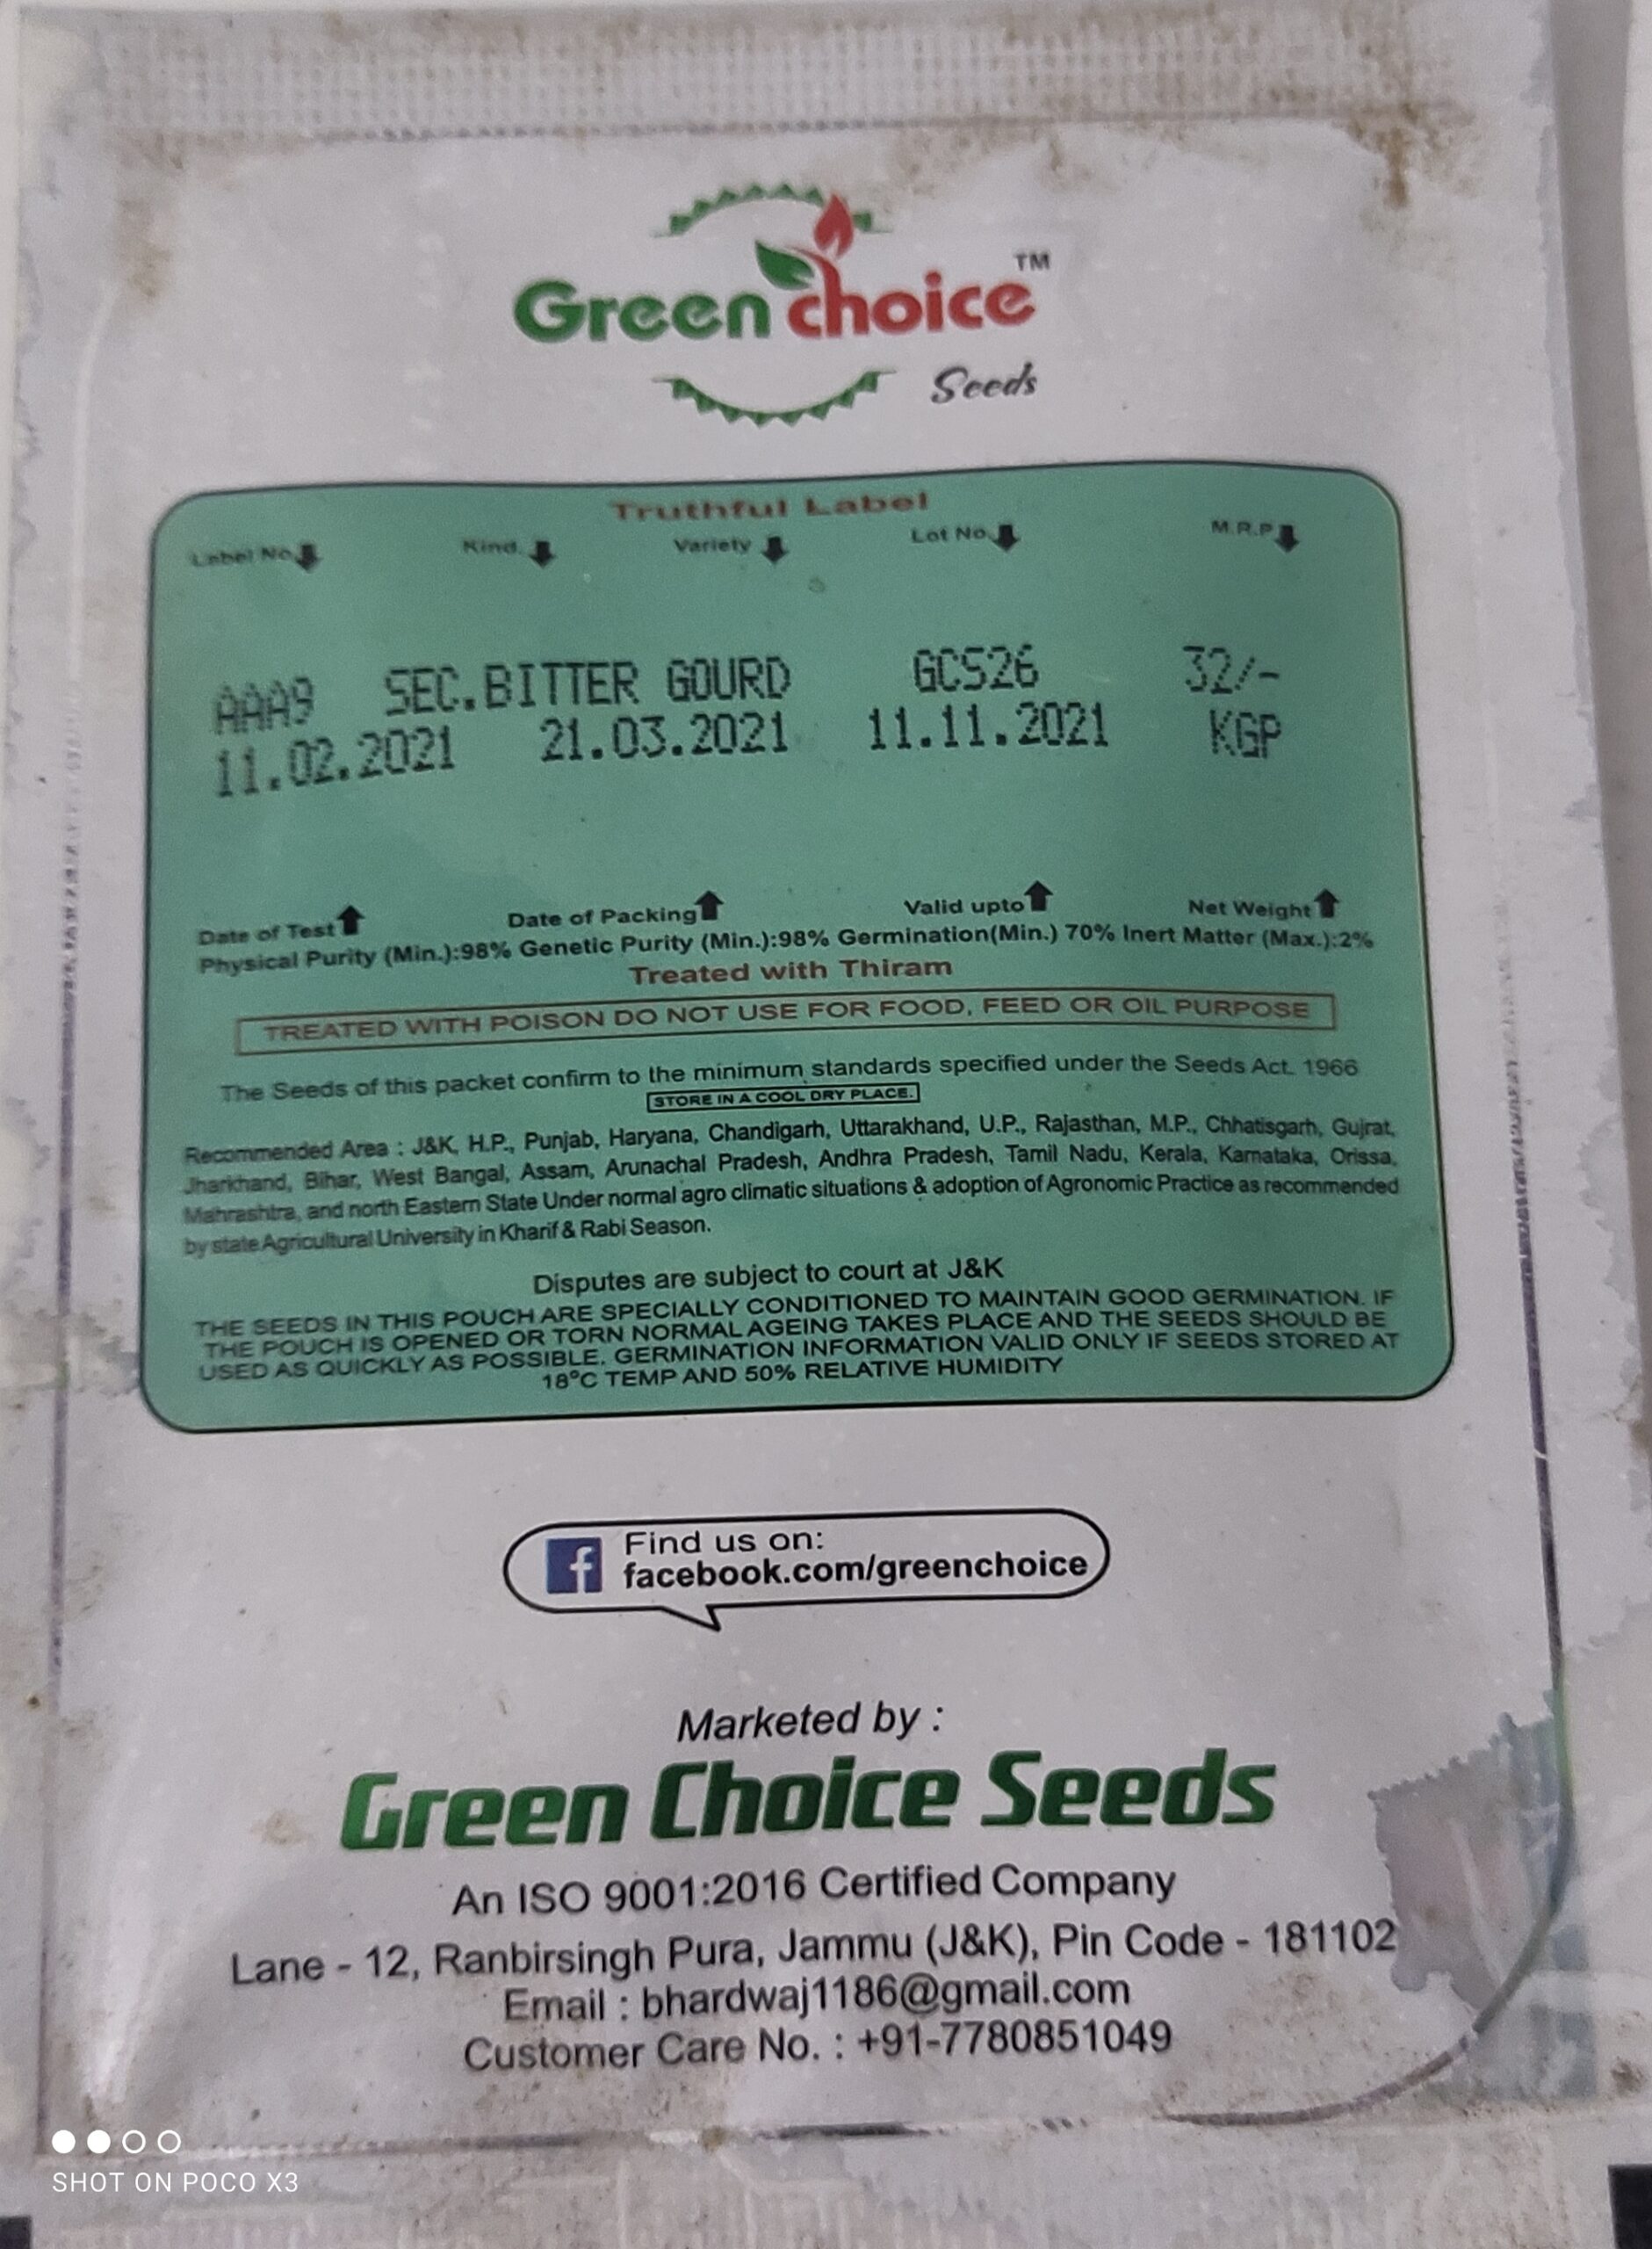 Green choice TM
Seeds
Truthful Label
Label No. Kind Variety Lot No. M.R.P.
AAA9 SEC.BITTER GOURD GCS26 32/-
11.02.2021 21.03.2021 11.11.2021 KGP
Date of Test Date of Packing Valid upto Net Weight
Physical Purity (Min.):98% Genetic Purity (Min.):98% Germination(Min.) 70% Inert Matter (Max.):2%
Treated with Thiram
TREATED WITH POISON DO NOT USE FOR FOOD, FEED OR OIL PURPOSE
The Seeds of this packet confirm to the minimum standards specified under the Seeds Act. 1966
STORE IN A COOL DRY PLACE.
Recommended Area : J&K, H.P., Punjab, Haryana, Chandigarh, Uttarakhand, U.P., Rajasthan, M.P., Chhatisgarh, Gujrat,
Jharkhand, Bihar, West Bangal, Assam, Arunachal Pradesh, Andhra Pradesh, Tamil Nadu, Kerala, Karnataka, Orissa,
Mahrashtra, and north Eastern State Under normal agro climatic situations & adoption of Agronomic Practice as recommended
by state Agricultural University in Kharif & Rabi Season.
Disputes are subject to court at J&K
THE SEEDS IN THIS POUCH ARE SPECIALLY CONDITIONED TO MAINTAIN GOOD GERMINATION. IF
THE POUCH IS OPENED OR TORN NORMAL AGEING TAKES PLACE AND THE SEEDS SHOULD BE
USED AS QUICKLY AS POSSIBLE. GERMINATION INFORMATION VALID ONLY IF SEEDS STORED AT
18°C TEMP AND 50% RELATIVE HUMIDITY
f Find us on:
facebook.com/greenchoice
Marketed by :
Green Choice Seeds
An ISO 9001:2016 Certified Company
Lane - 12, Ranbirsingh Pura, Jammu (J&K), Pin Code - 181102
Email : bhardwaj1186@gmail.com
Customer Care No. : +91-7780851049
SHOT ON POCO X3